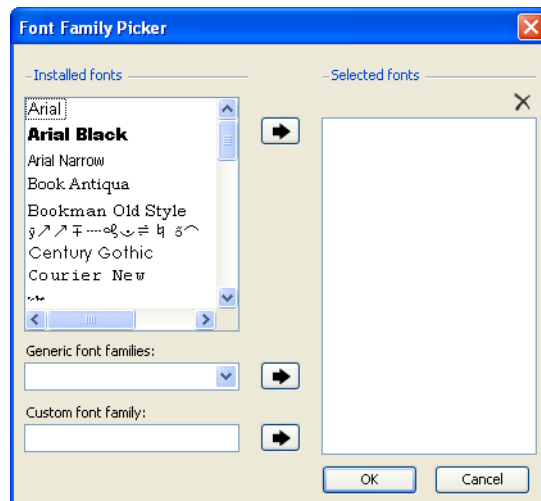 Font Family Picker
Installed fonts
Selected fonts
Arial
Arial Black
Arial Narrow
Book Antiqua
Bookman Old Style
Century Gothic
Courier New
Generic font families:
Custom font family:
OK
Cancel